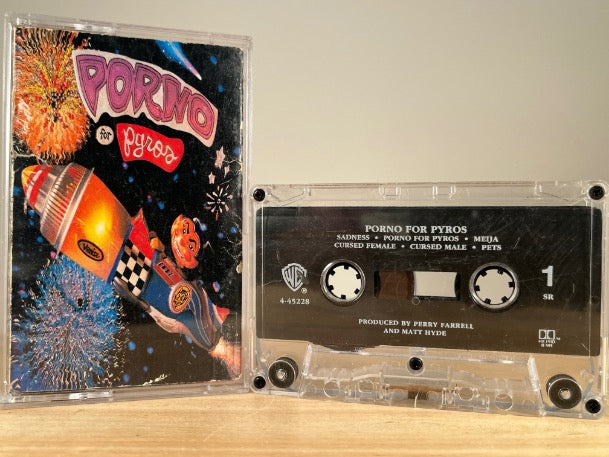 PORNO
for
pyros
PORNO FOR PYROS
SADNESS • PORNO FOR PYROS • MEIJA
CURSED FEMALE • CURSED MALE • PETS
WB
4-45228
1
SR
PRODUCED BY PERRY FARRELL
AND MATT HYDE